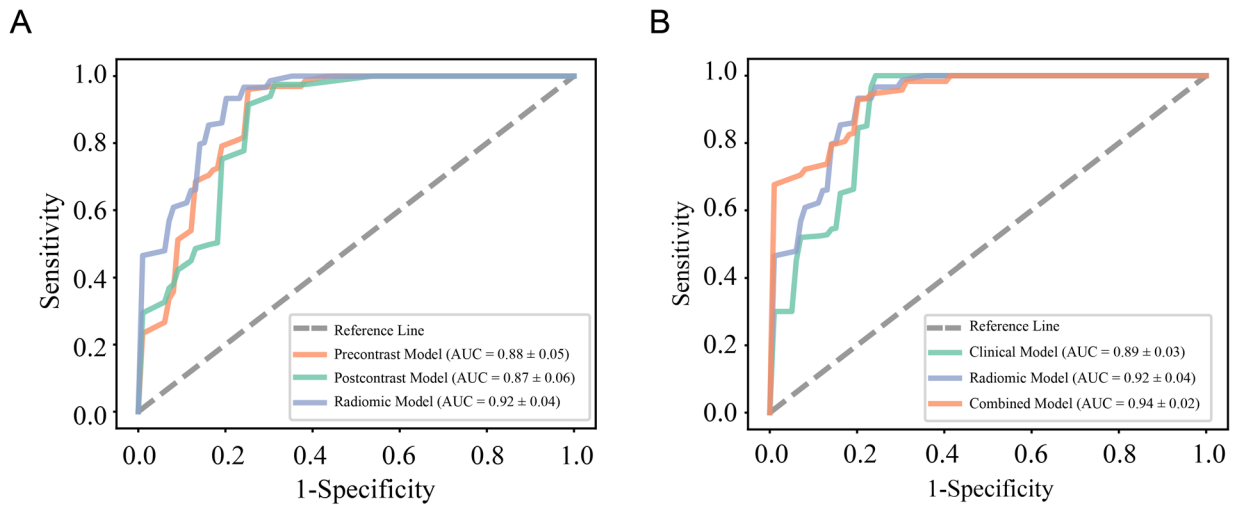 A
1.0
0.8
0.6
0.4
0.2
0.0
Sensitivity
0.0 0.2 0.4 0.6 0.8 1.0
1-Specificity
Reference Line
Precontrast Model (AUC = 0.88 ± 0.05)
Postcontrast Model (AUC = 0.87 ± 0.06)
Radiomic Model (AUC = 0.92 ± 0.04)
B
1.0
0.8
0.6
0.4
0.2
0.0
Sensitivity
0.0 0.2 0.4 0.6 0.8 1.0
1-Specificity
Reference Line
Clinical Model (AUC = 0.89 ± 0.03)
Radiomic Model (AUC = 0.92 ± 0.04)
Combined Model (AUC = 0.94 ± 0.02)